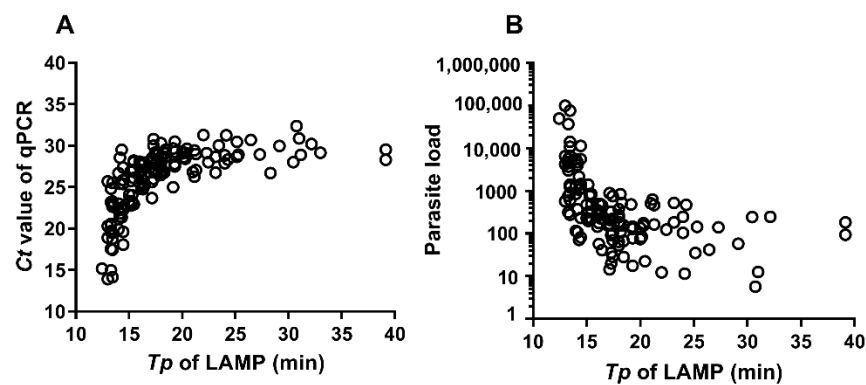 A
40
35
30
25
20
15
10
10 15 20 25 30 35 40
Ct value of qPCR
Tp of LAMP (min)
B
1,000,000
100,000
10,000
1000
100
10
1
10 15 20 25 30 35 40
Parasite load
Tp of LAMP (min)